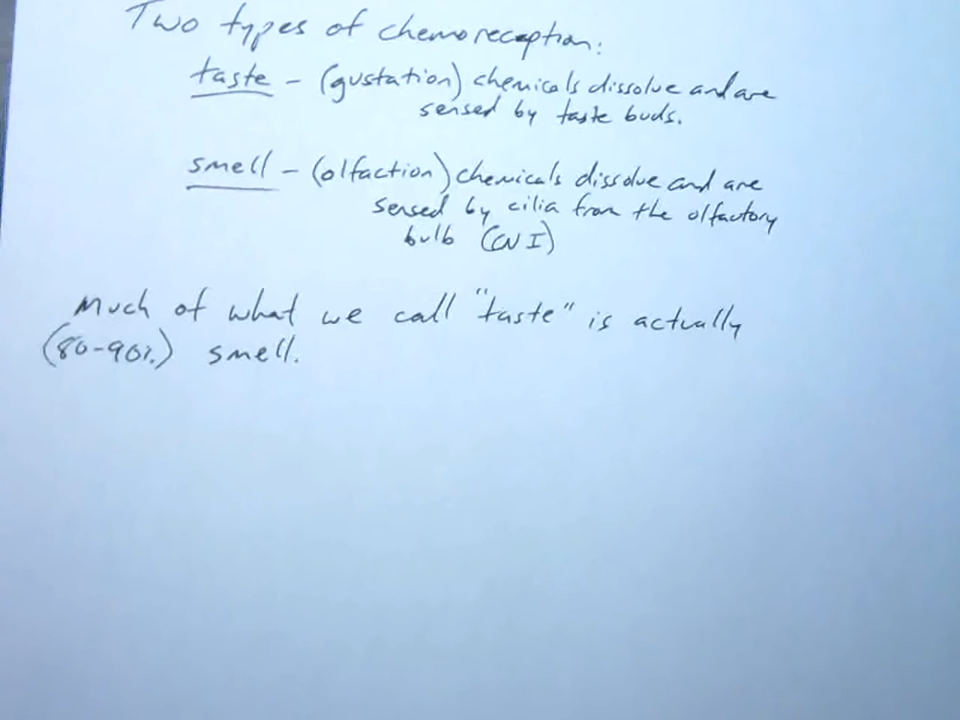 Two types of chemoreception:
taste - (gustation) chemicals dissolve and are
sensed by taste buds.
smell - (olfaction) chemicals dissolve and are
sensed by cilia from the olfactory
bulb (CN I)
Much of what we call "taste" is actually
(80-90%) smell.